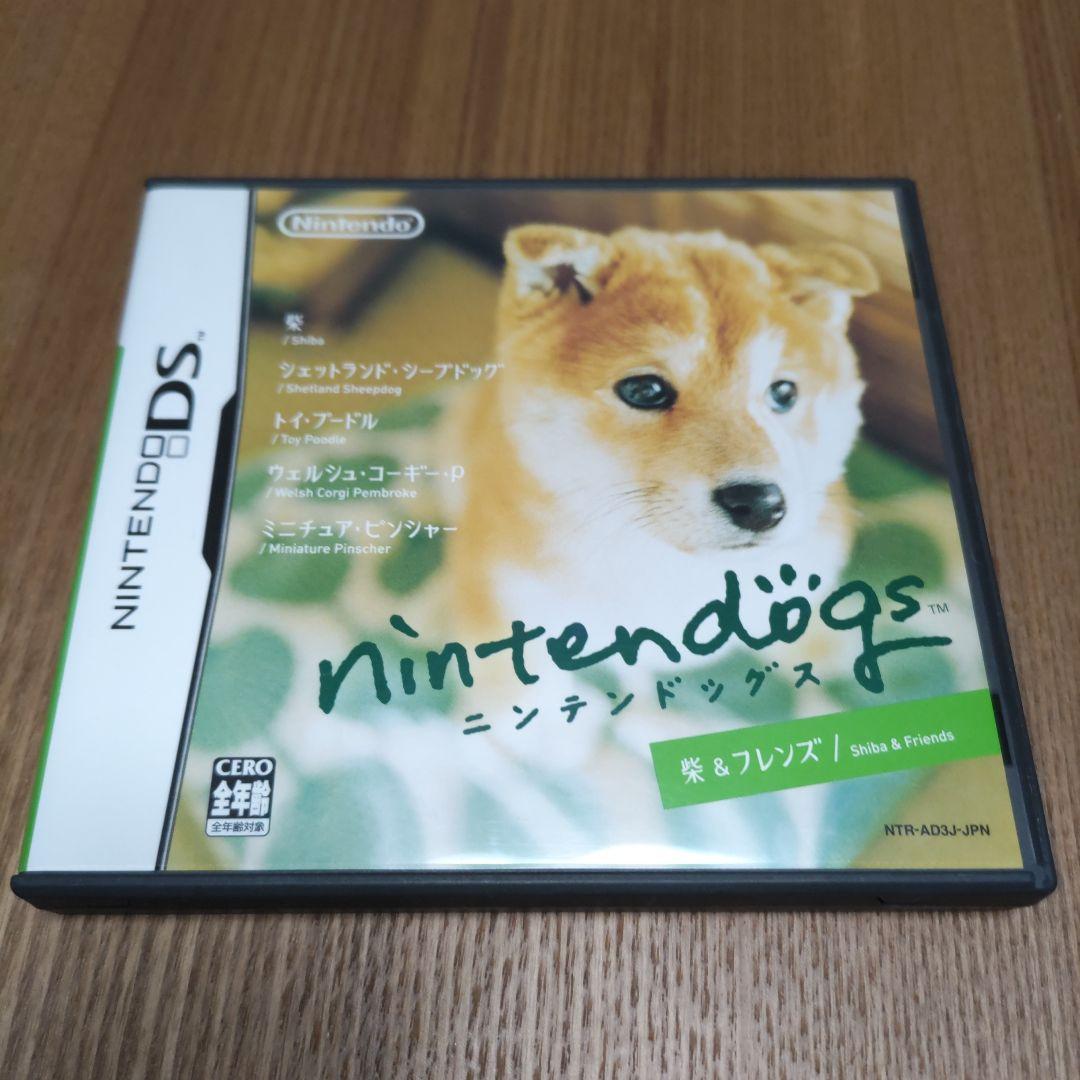 Nintendo
柴
/ Shiba
シェットランド・シープドッグ
/ Shetland Sheepdog
トイ・プードル
/ Toy Poodle
ウェルシュ・コーギー・p
/ Welsh Corgi Pembroke
ミニチュア・ピンシャー
/ Miniature Pinscher
NINTENDO DS™
nintendogs™
ニンテンドッグス
柴 & フレンズ / Shiba & Friends
CERO
全年齢
全年齢対象
NTR-AD3J-JPN